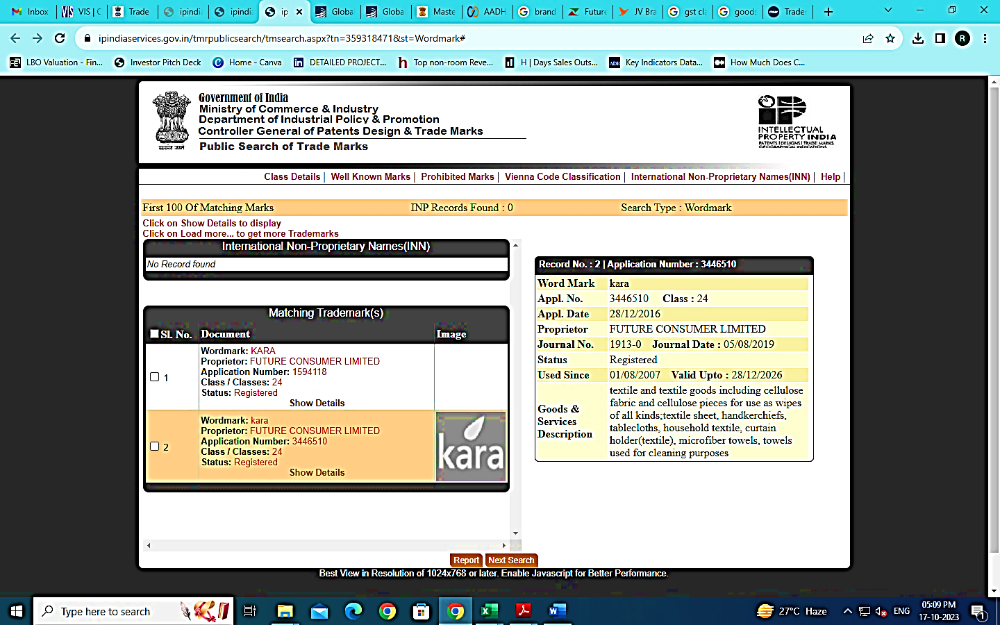 Inbox
VIS | C
Trade
ipindi
ipindi
ip
Globa
Globa
Maste
AADH
brand
Future
JV Bra
gst cl
goods
Trade
ipindiaservices.gov.in/tmrpublicsearch/tmsearch.aspx?tn=359318471&st=Wordmark#
R
LBO Valuation - Fin...
Investor Pitch Deck
Home - Canva
DETAILED PROJECT...
Top non-room Reve...
H | Days Sales Outs...
Key Indicators Data...
How Much Does C...
Government of India
Ministry of Commerce & Industry
Department of Industrial Policy & Promotion
Controller General of Patents Design & Trade Marks
Public Search of Trade Marks
सत्यमेव जयते
INTELLECTUAL
PROPERTY INDIA
PATENTS | DESIGNS | TRADE MARKS
GEOGRAPHICAL INDICATIONS
Class Details | Well Known Marks | Prohibited Marks | Vienna Code Classification | International Non-Proprietary Names(INN) | Help |
First 100 Of Matching Marks INP Records Found : 0 Search Type : Wordmark
Click on Show Details to display
Click on Load more... to get more Trademarks
International Non-Proprietary Names(INN)
No Record found
Matching Trademark(s)
SL No. Document Image
1
Wordmark: KARA
Proprietor: FUTURE CONSUMER LIMITED
Application Number: 1594118
Class / Classes: 24
Status: Registered
Show Details
2
Wordmark: kara
Proprietor: FUTURE CONSUMER LIMITED
Application Number: 3446510
Class / Classes: 24
Status: Registered
Show Details
kara
Record No. : 2 | Application Number : 3446510
Word Mark kara
Appl. No. 3446510 Class : 24
Appl. Date 28/12/2016
Proprietor FUTURE CONSUMER LIMITED
Journal No. 1913-0 Journal Date : 05/08/2019
Status Registered
Used Since 01/08/2007 Valid Upto : 28/12/2026
Goods &
Services
Description
textile and textile goods including cellulose
fabric and cellulose pieces for use as wipes
of all kinds;textile sheet, handkerchiefs,
tablecloths, household textile, curtain
holder(textile), microfiber towels, towels
used for cleaning purposes
Report Next Search
Best View in Resolution of 1024x768 or later. Enable Javascript for Better Performance.
Type here to search
27°C Haze
ENG
05:09 PM
17-10-2023
1